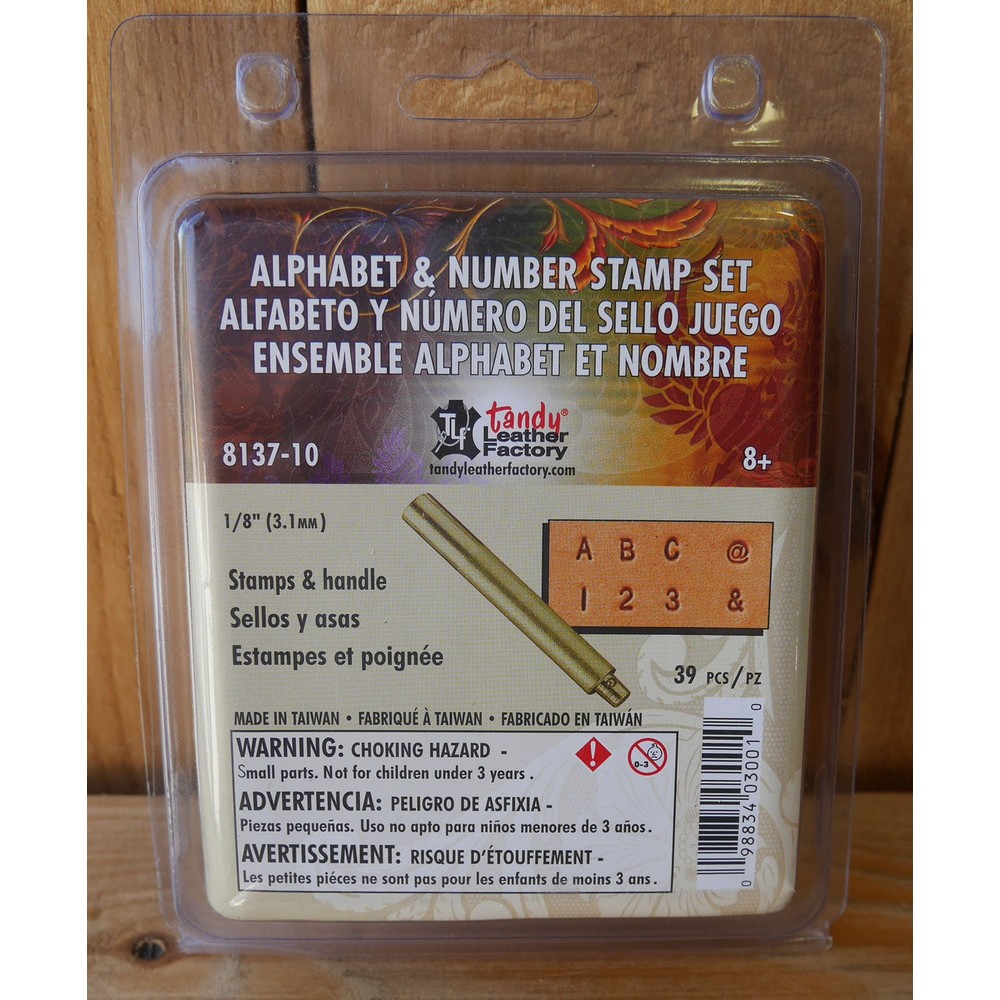 ALPHABET & NUMBER STAMP SET
ALFABETO Y NÚMERO DEL SELLO JUEGO
ENSEMBLE ALPHABET ET NOMBRE
TLF
tandy®
Leather
Factory
8137-10
tandyleatherfactory.com
8+
1/8" (3.1MM)
Stamps & handle
Sellos y asas
Estampes et poignée
A B C @
1 2 3 &
39 PCS/PZ
MADE IN TAIWAN • FABRIQUÉ À TAIWAN • FABRICADO EN TAIWÁN
WARNING: CHOKING HAZARD -
Small parts. Not for children under 3 years.
0-3
ADVERTENCIA: PELIGRO DE ASFIXIA -
Piezas pequeñas. Uso no apto para niños menores de 3 años.
AVERTISSEMENT: RISQUE D'ÉTOUFFEMENT -
Les petites piéces ne sont pas pour les enfants de moins 3 ans.
0 98834 03001 0